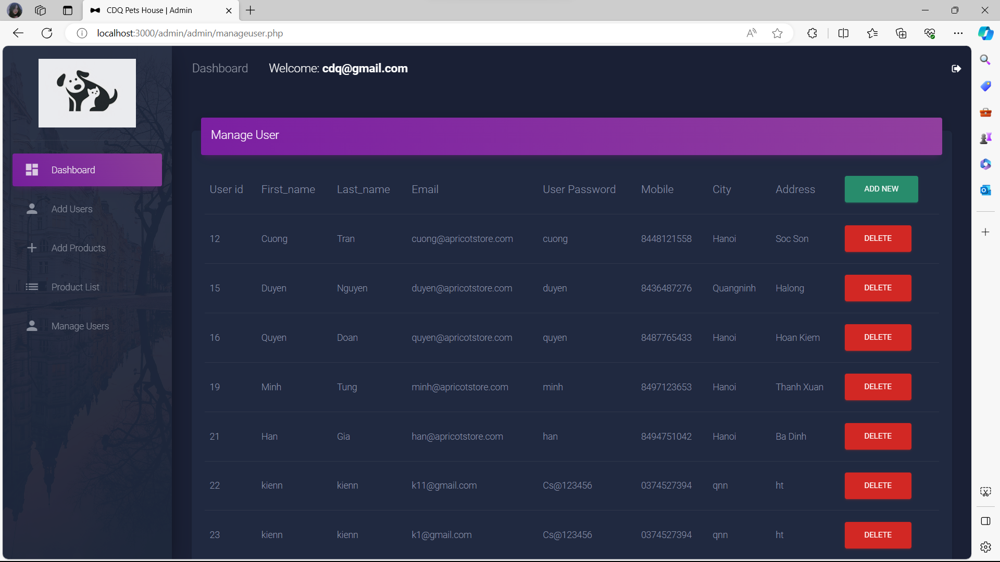 CDQ Pets House | Admin
localhost:3000/admin/admin/manageuser.php
Dashboard Welcome: cdq@gmail.com
Manage User
Dashboard
Add Users
Add Products
Product List
Manage Users
User id First_name Last_name Email User Password Mobile City Address ADD NEW
12 Cuong Tran cuong@apricotstore.com cuong 8448121558 Hanoi Soc Son DELETE
15 Duyen Nguyen duyen@apricotstore.com duyen 8436487276 Quangninh Halong DELETE
16 Quyen Doan quyen@apricotstore.com quyen 8487765433 Hanoi Hoan Kiem DELETE
19 Minh Tung minh@apricotstore.com minh 8497123653 Hanoi Thanh Xuan DELETE
21 Han Gia han@apricotstore.com han 8494751042 Hanoi Ba Dinh DELETE
22 kienn kienn k11@gmail.com Cs@123456 0374527394 qnn ht DELETE
23 kienn kienn k1@gmail.com Cs@123456 0374527394 qnn ht DELETE